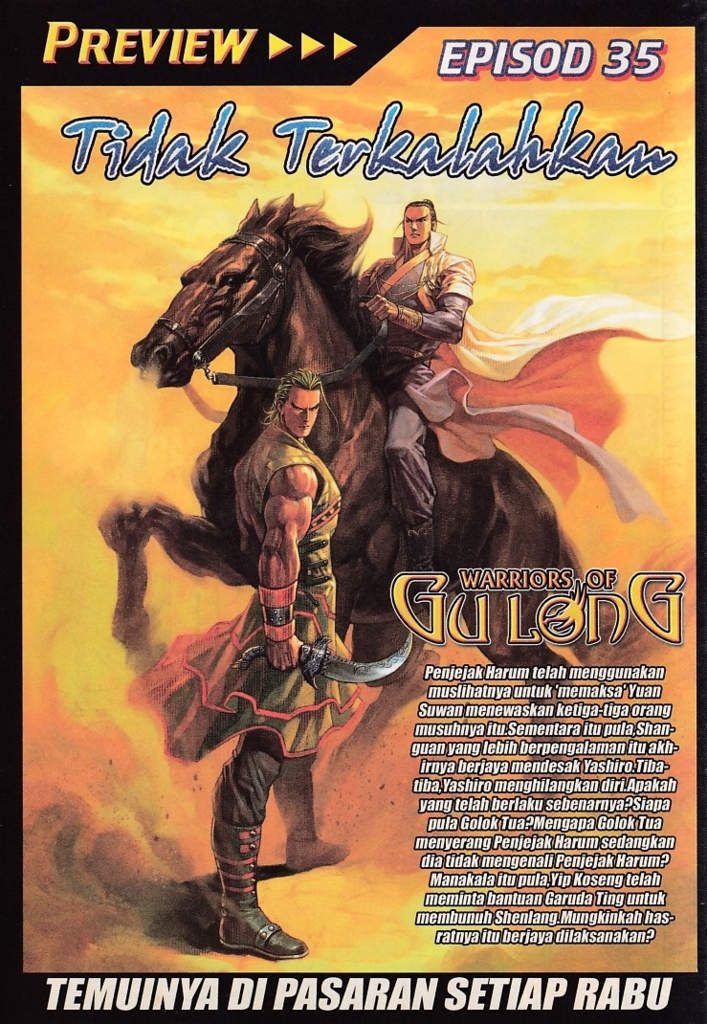 PREVIEW
EPISOD 35
Tidak Terkalahkan
WARRIORS OF
GU LONG
Penjejak Harum telah menggunakan
muslihatnya untuk 'memaksa' Yuan
Suwan menewaskan ketiga-tiga orang
musuhnya itu.Sementara itu pula,Shan-
guan yang lebih berpengalaman itu akh-
irnya berjaya mendesak Yashiro.Tiba-
tiba,Yashiro menghilangkan diri.Apakah
yang telah berlaku sebenarnya?Siapa
pula Golok Tua?Mengapa Golok Tua
menyerang Penjejak Harum sedangkan
dia tidak mengenali Penjejak Harum?
Manakala itu pula,Yip Koseng telah
meminta bantuan Garuda Ting untuk
membunuh Shenlang.Mungkinkah has-
ratnya itu berjaya dilaksanakan?
TEMUINYA DI PASARAN SETIAP RABU